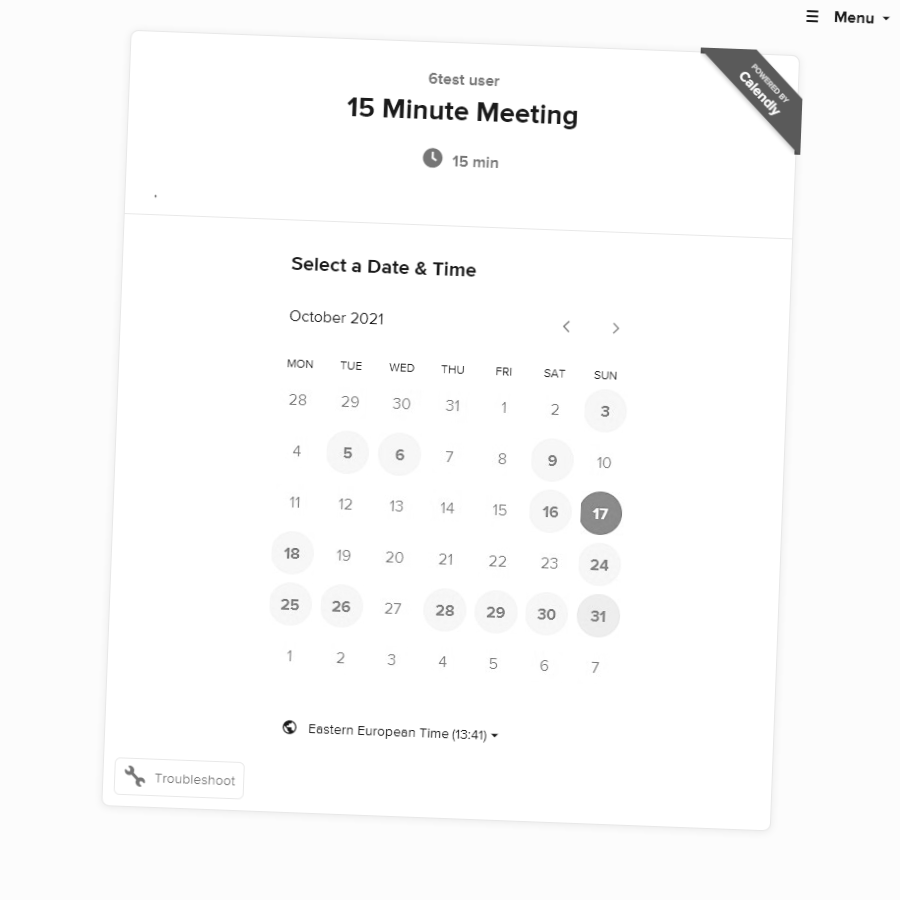 Menu
6test user
15 Minute Meeting
15 min
POWERED BY
Calendly
Select a Date & Time
October 2021
MON TUE WED THU FRI SAT SUN
28 29 30 31 1 2 3
4 5 6 7 8 9 10
11 12 13 14 15 16 17
18 19 20 21 22 23 24
25 26 27 28 29 30 31
1 2 3 4 5 6 7
Eastern European Time (13:41)
Troubleshoot